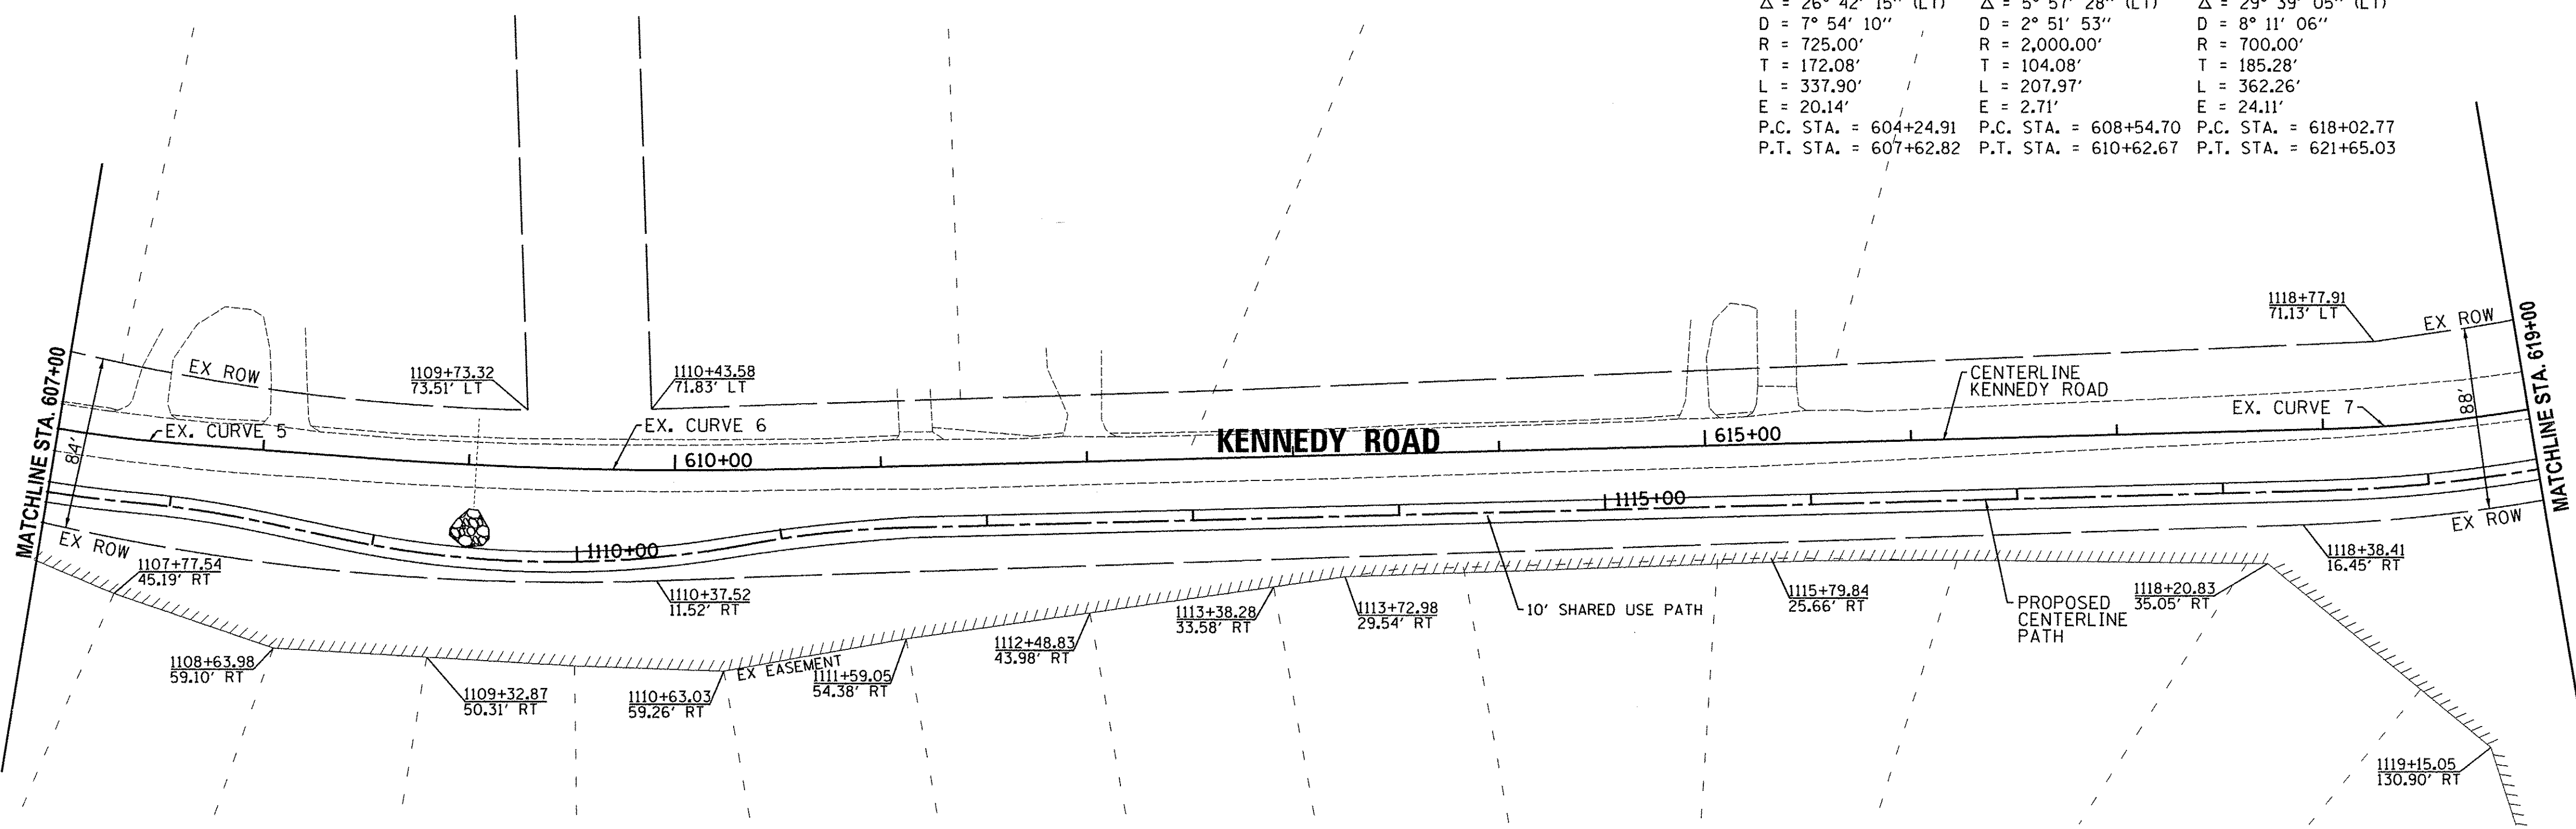 Δ = 26° 42' 15" (LT) Δ = 5° 57' 28" (LT) Δ = 29° 39' 05" (LT)
D = 7° 54' 10" D = 2° 51' 53" D = 8° 11' 06"
R = 725.00' R = 2,000.00' R = 700.00'
T = 172.08' T = 104.08' T = 185.28'
L = 337.90' L = 207.97' L = 362.26'
E = 20.14' E = 2.71' E = 24.11'
P.C. STA. = 604+24.91 P.C. STA. = 608+54.70 P.C. STA. = 618+02.77
P.T. STA. = 607+62.82 P.T. STA. = 610+62.67 P.T. STA. = 621+65.03
MATCHLINE STA. 607+00
84'
EX ROW
1109+73.32
73.51' LT
1110+43.58
71.83' LT
1118+77.91
71.13' LT
EX ROW
MATCHLINE STA. 619+00
88'
CENTERLINE
KENNEDY ROAD
EX. CURVE 5
EX. CURVE 6
EX. CURVE 7
610+00
KENNEDY ROAD
615+00
1110+00
1115+00
EX ROW
EX ROW
1107+77.54
45.19' RT
1110+37.52
11.52' RT
1118+38.41
16.45' RT
1108+63.98
59.10' RT
1109+32.87
50.31' RT
1110+63.03
59.26' RT
EX EASEMENT
1111+59.05
54.38' RT
1112+48.83
43.98' RT
1113+38.28
33.58' RT
1113+72.98
29.54' RT
10' SHARED USE PATH
1115+79.84
25.66' RT
PROPOSED
CENTERLINE
PATH
1118+20.83
35.05' RT
1119+15.05
130.90' RT